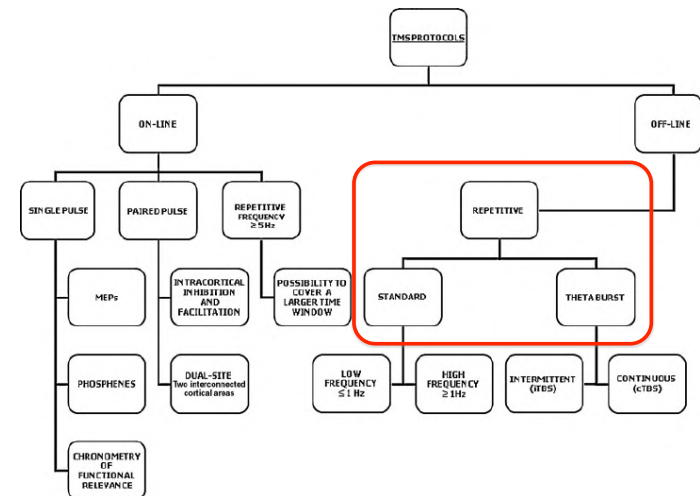 TMS PROTOCOLS
ON-LINE
OFF-LINE
SINGLE PULSE
PAIRED PULSE
REPETITIVE
FREQUENCY
≥ 5Hz
REPETITIVE
MEPs
INTRACORTICAL
INHIBITION
AND
FACILITATION
POSSIBILITY TO
COVER A
LARGER TIME
WINDOW
STANDARD
THETA BURST
PHOSPHENES
DUAL-SITE
Two interconnected
cortical areas
LOW
FREQUENCY
≤ 1 Hz
HIGH
FREQUENCY
≥ 1Hz
INTERMITTENT
(iTBS)
CONTINUOUS
(cTBS)
CHRONOMETRY
OF
FUNCTIONAL
RELEVANCE